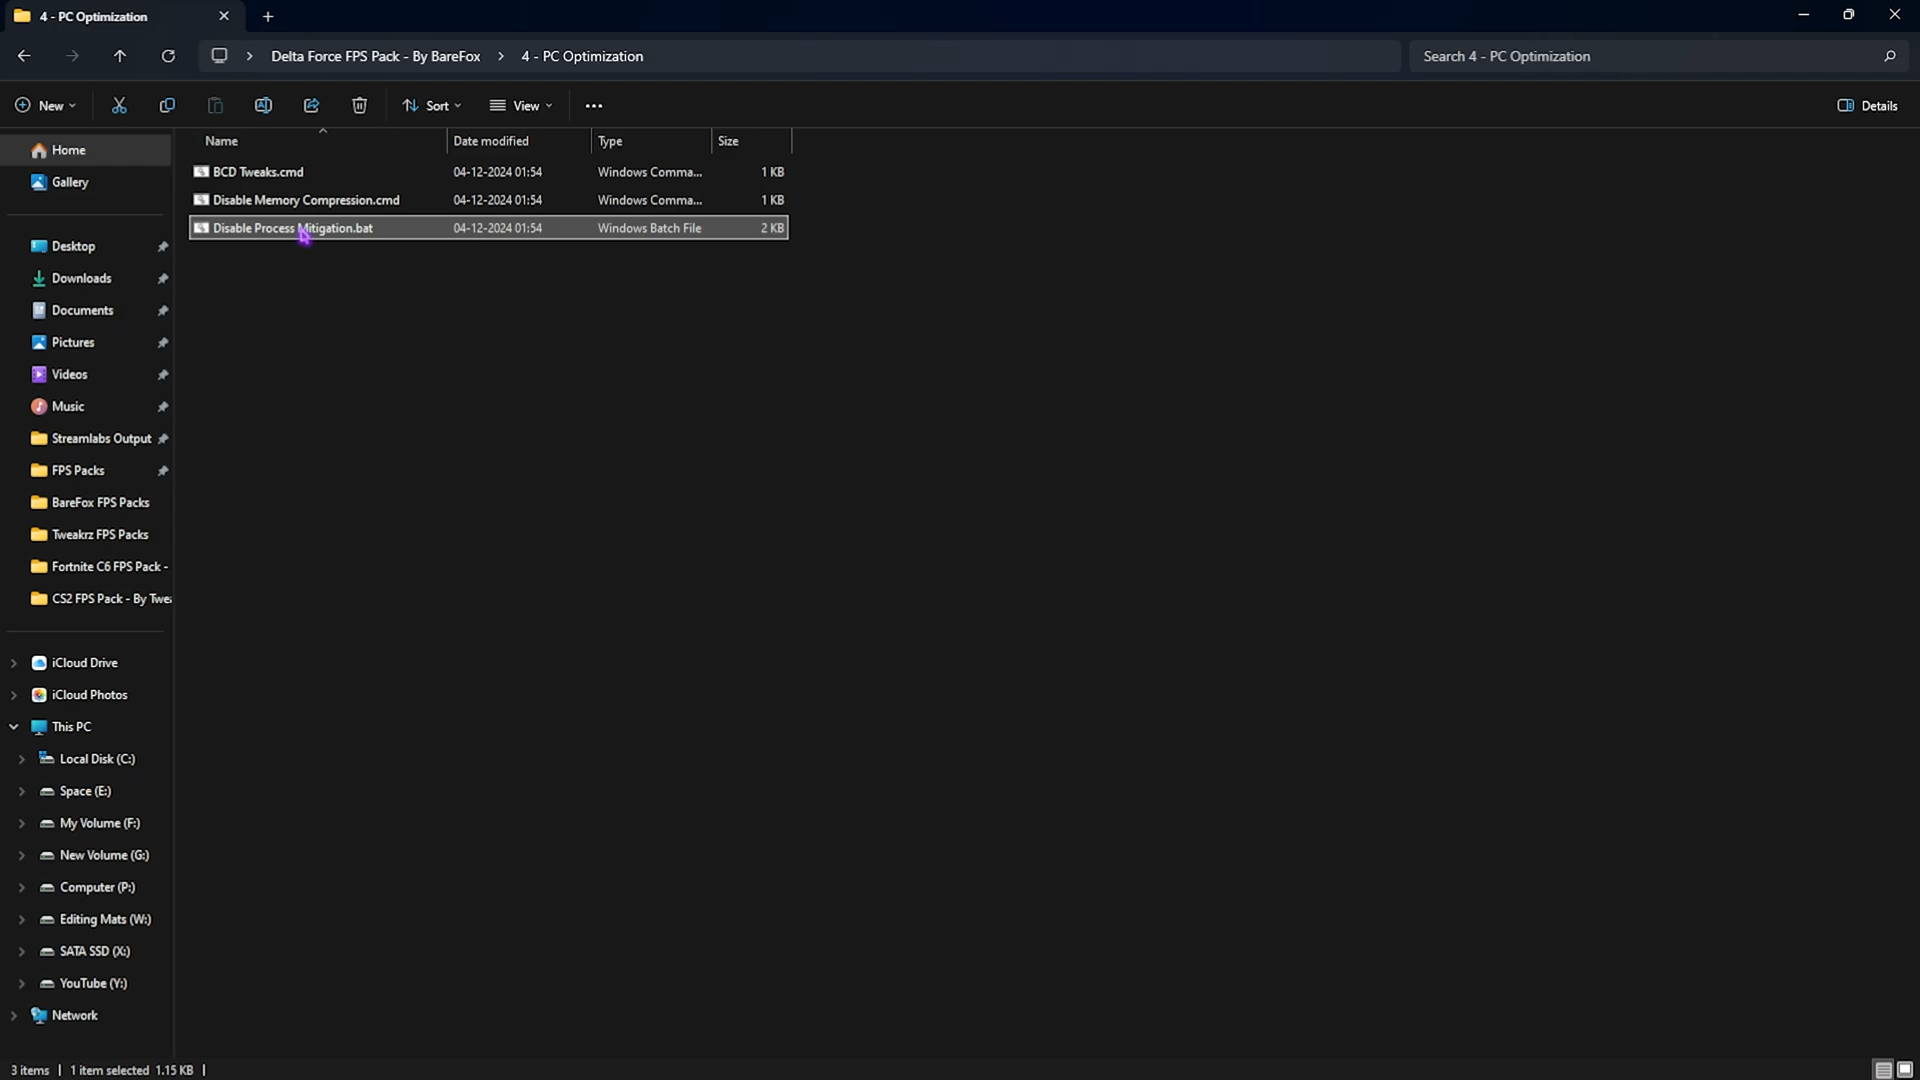 4 - PC Optimization
Delta Force FPS Pack - By BareFox > 4 - PC Optimization
Search 4 - PC Optimization
New
Sort
View
Details
Name Date modified Type Size
BCD Tweaks.cmd 04-12-2024 01:54 Windows Comma... 1 KB
Disable Memory Compression.cmd 04-12-2024 01:54 Windows Comma... 1 KB
Disable Process Mitigation.bat 04-12-2024 01:54 Windows Batch File 2 KB
Home
Gallery
Desktop
Downloads
Documents
Pictures
Videos
Music
Streamlabs Output
FPS Packs
BareFox FPS Packs
Tweakrz FPS Packs
Fortnite C6 FPS Pack -
CS2 FPS Pack - By Twea
iCloud Drive
iCloud Photos
This PC
Local Disk (C:)
Space (E:)
My Volume (F:)
New Volume (G:)
Computer (P:)
Editing Mats (W:)
SATA SSD (X:)
YouTube (Y:)
Network
3 items | 1 item selected 1.15 KB |